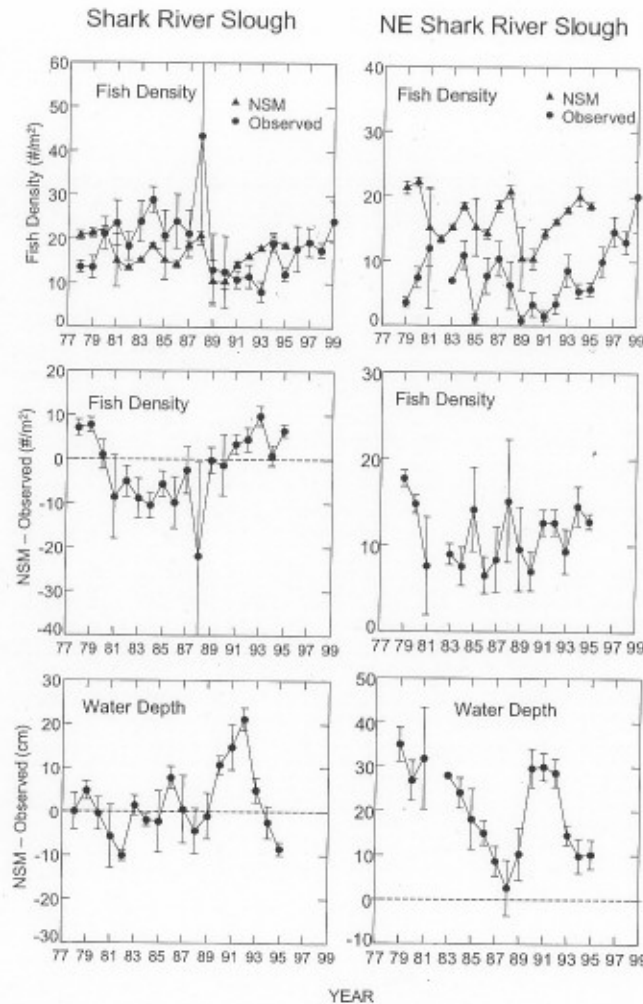 Shark River Slough
NE Shark River Slough
Fish Density (#/m²)
60
50
40
30
20
10
0
Fish Density
NSM
Observed
77 79 81 83 85 87 89 91 93 95 97 99
40
30
20
10
0
Fish Density
NSM
Observed
77 79 81 83 85 87 89 91 93 95 97 99
NSM – Observed (#/m²)
20
10
0
-10
-20
-30
-40
Fish Density
77 79 81 83 85 87 89 91 93 95 97 99
30
20
10
0
Fish Density
77 79 81 83 85 87 89 91 93 95 97 99
NSM – Observed (cm)
30
20
10
0
-10
-20
-30
Water Depth
77 79 81 83 85 87 89 91 93 95 97 99
50
40
30
20
10
0
-10
Water Depth
77 79 81 83 85 87 89 91 93 95 97 99
YEAR